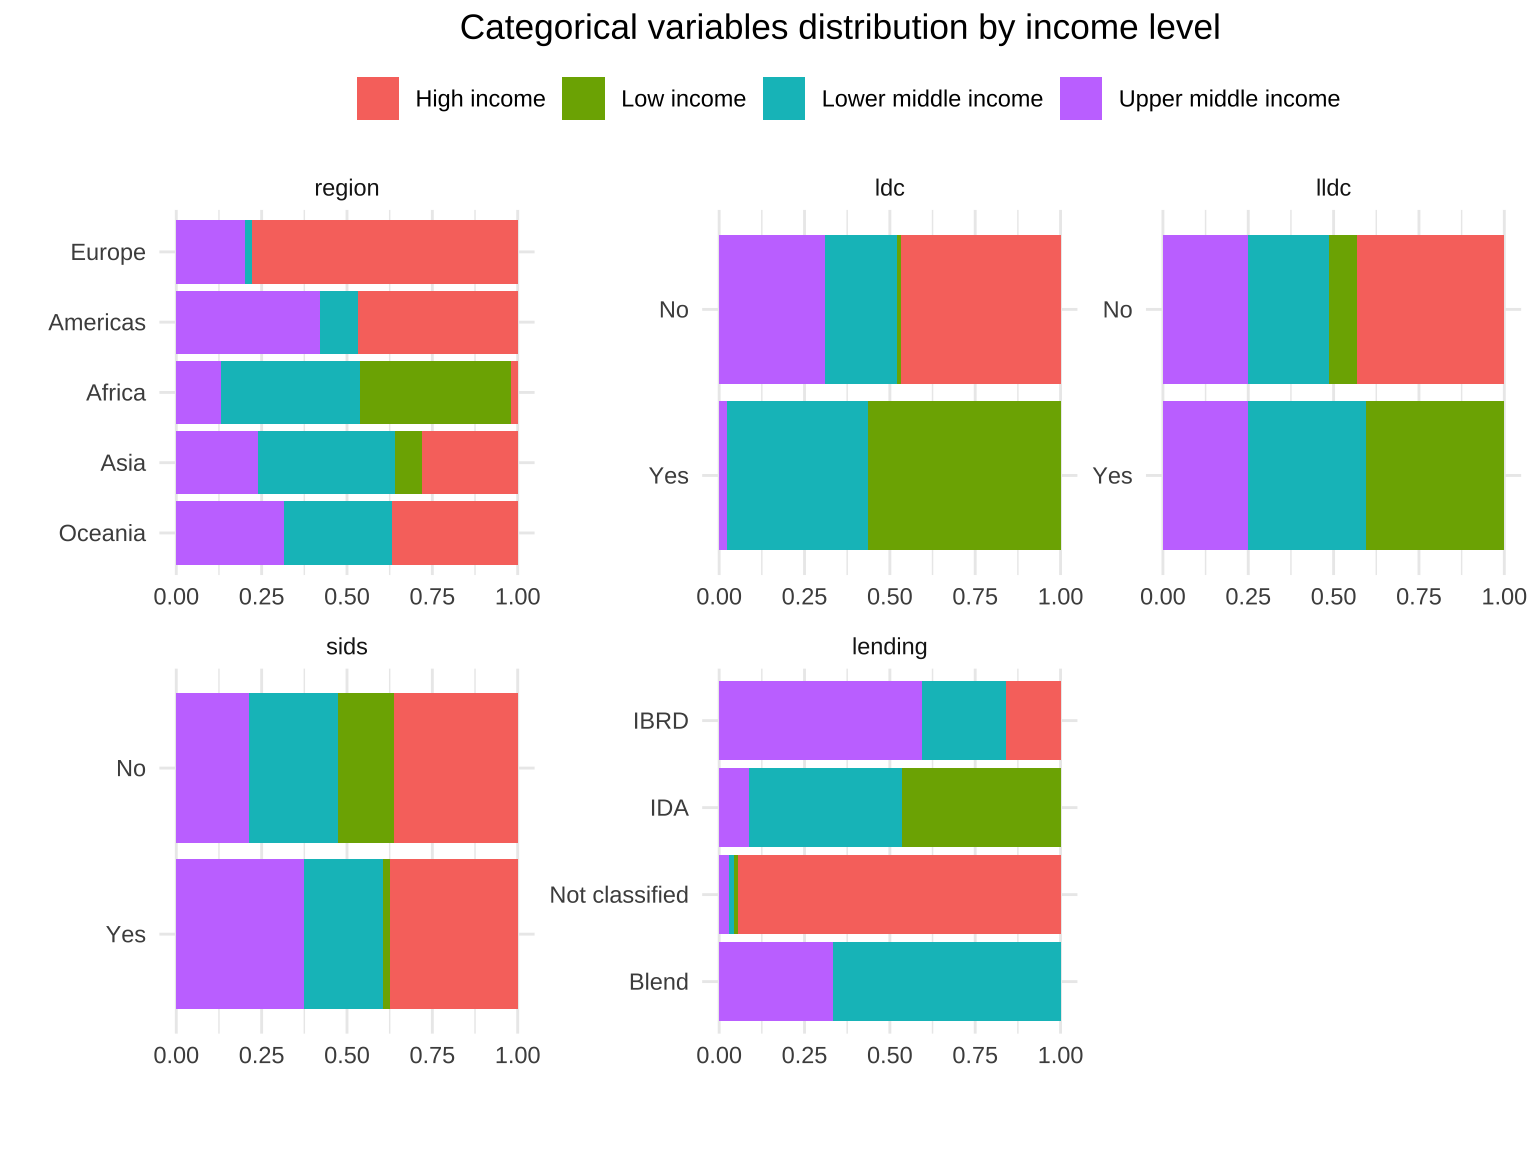 Categorical variables distribution by income level
High income Low income Lower middle income Upper middle income
region
Europe
Americas
Africa
Asia
Oceania
0.00 0.25 0.50 0.75 1.00
ldc
No
Yes
0.00 0.25 0.50 0.75 1.00
lldc
No
Yes
0.00 0.25 0.50 0.75 1.00
sids
No
Yes
0.00 0.25 0.50 0.75 1.00
lending
IBRD
IDA
Not classified
Blend
0.00 0.25 0.50 0.75 1.00